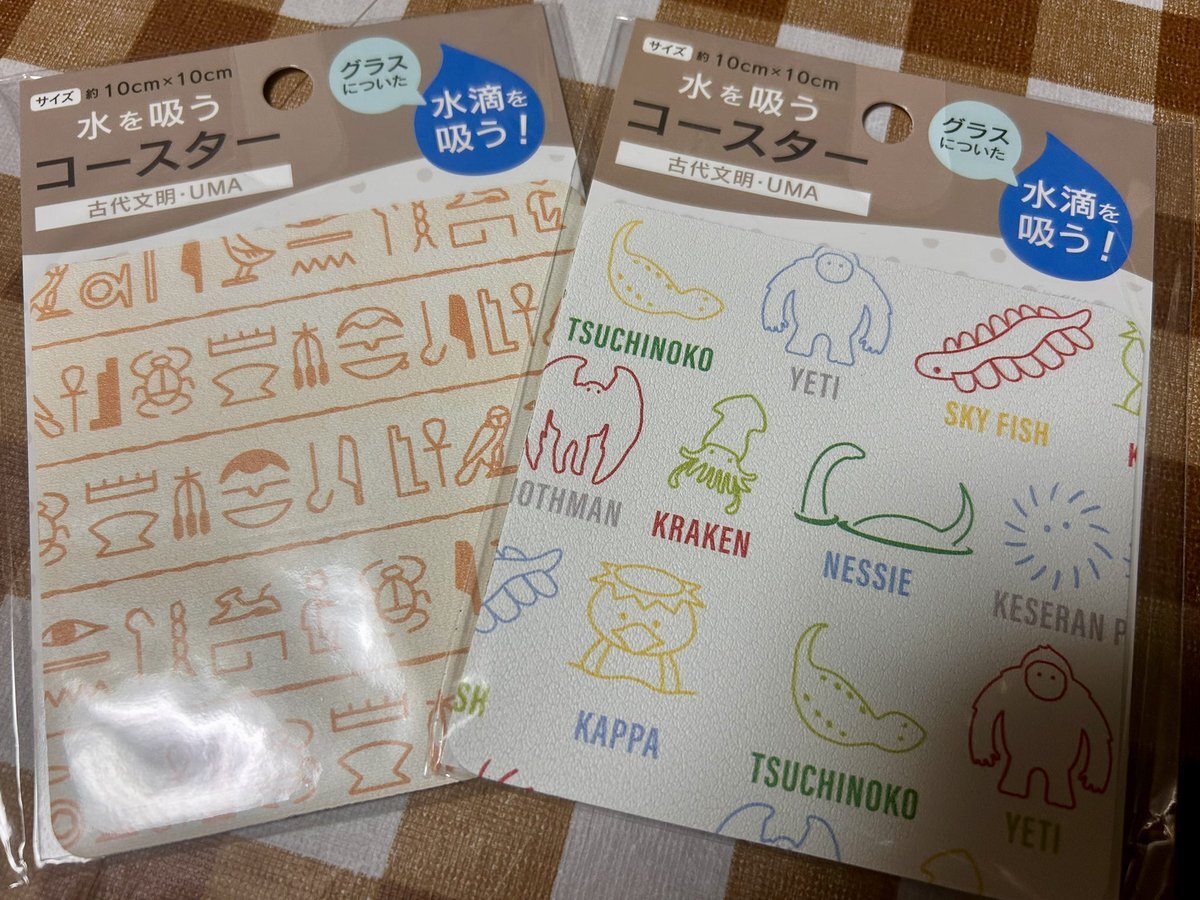 サイズ 約10cm×10cm
水を吸う
コースター
古代文明・UMA
グラス
についた
水滴を
吸う!
サイズ 約10cm×10cm
水を吸う
コースター
古代文明・UMA
グラス
についた
水滴を
吸う!
TSUCHINOKO
YETI
SKY FISH
K
OTHMAN
KRAKEN
NESSIE
KESERAN P
SH
KAPPA
TSUCHINOKO
YETI